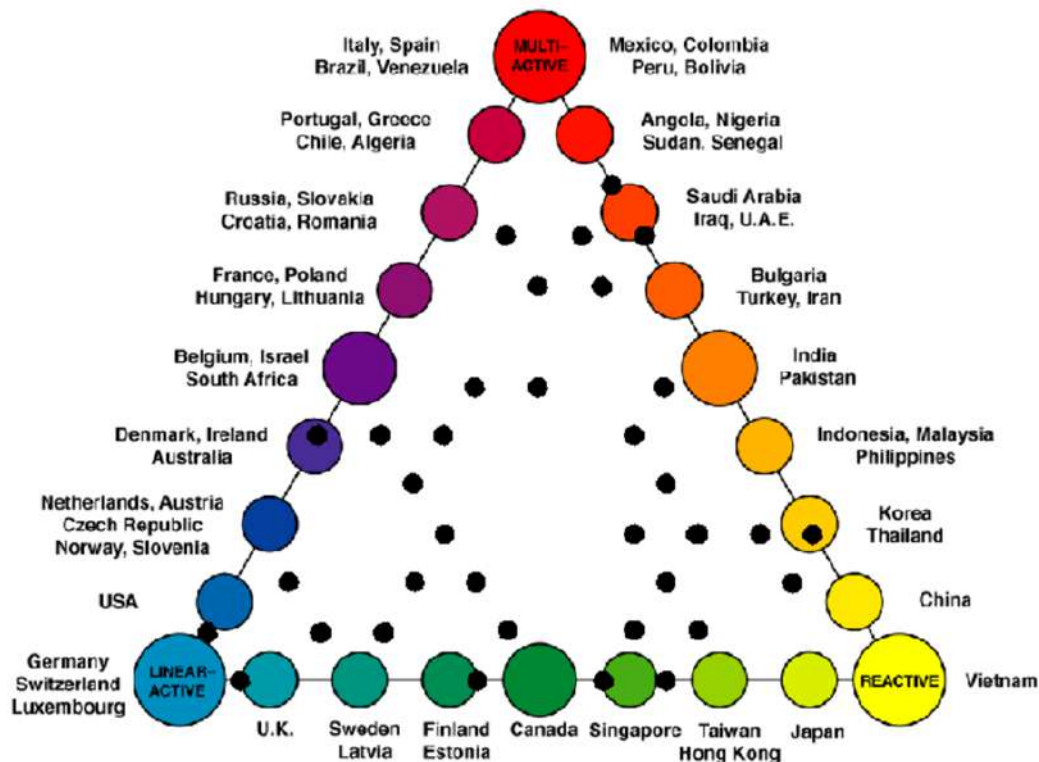 Italy, Spain
Brazil, Venezuela
MULTI-
ACTIVE
Mexico, Colombia
Peru, Bolivia
Portugal, Greece
Chile, Algeria
Angola, Nigeria
Sudan, Senegal
Russia, Slovakia
Croatia, Romania
Saudi Arabia
Iraq, U.A.E.
France, Poland
Hungary, Lithuania
Bulgaria
Turkey, Iran
Belgium, Israel
South Africa
India
Pakistan
Denmark, Ireland
Australia
Indonesia, Malaysia
Philippines
Netherlands, Austria
Czech Republic
Norway, Slovenia
Korea
Thailand
USA
China
Germany
Switzerland
Luxembourg
LINEAR-
ACTIVE
REACTIVE
Vietnam
U.K.
Sweden
Latvia
Finland
Estonia
Canada
Singapore
Taiwan
Hong Kong
Japan